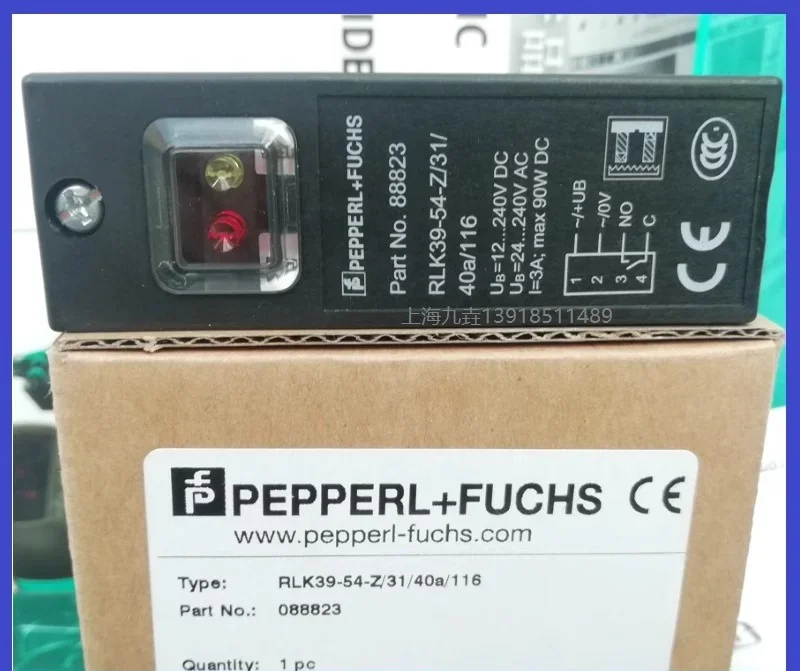 PEPPERL+FUCHS
Part No. 88823
RLK39-54-Z/31/
40a/116
UB=12...240V DC
UB=24...240V AC
I=3A; max 90W DC
1 ~/+UB
2 ~/0V
3 NO
4 C
CCC
CE
上海九垚13918511489
PEPPERL+FUCHS CE
www.pepperl-fuchs.com
Type: RLK39-54-Z/31/40a/116
Part No.: 088823
Quantity: 1 pc